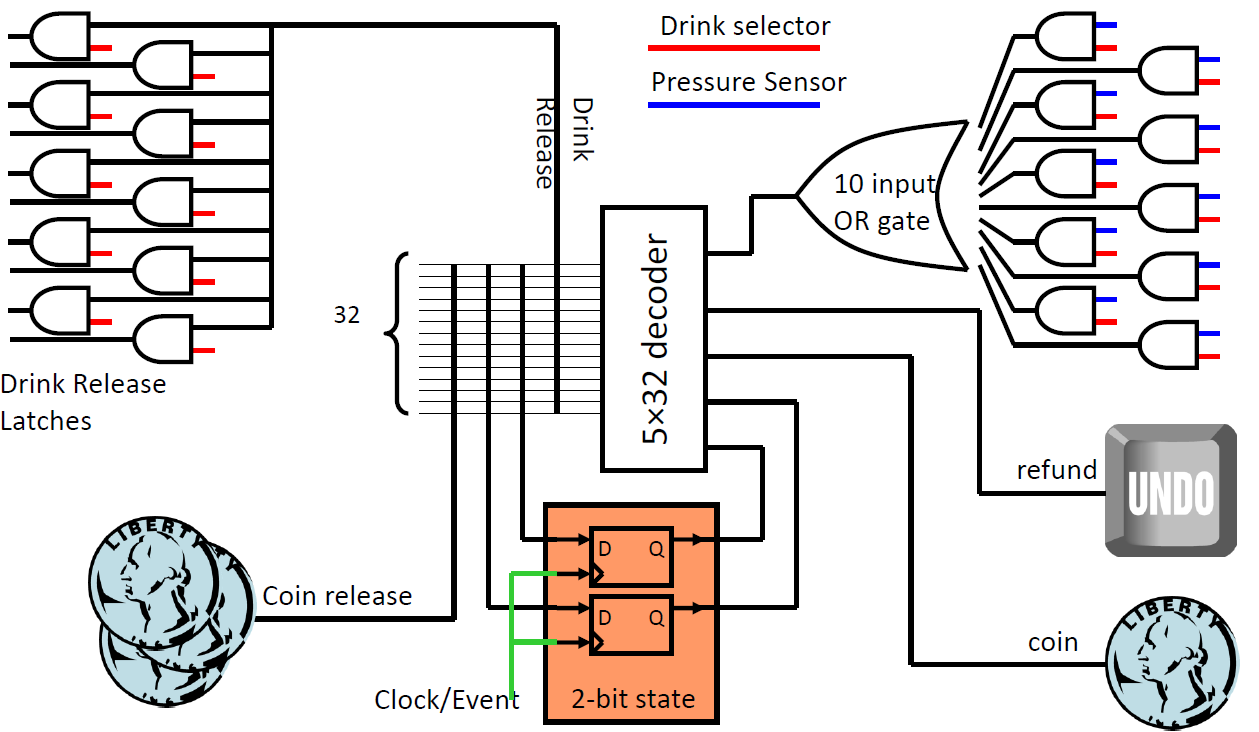 Drink selector
Pressure Sensor
Drink
Release
10 input
OR gate
5×32 decoder
32
Drink Release
Latches
refund
UNDO
D Q
D Q
Coin release
coin
Clock/Event
2-bit state
LIBERTY
LIBERTY